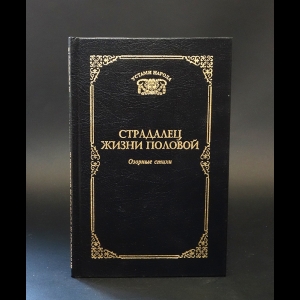 УСТАМИ НАРОДА
СТРАДАЛЕЦ
ЖИЗНИ ПОЛОВОЙ
Озорные стихи